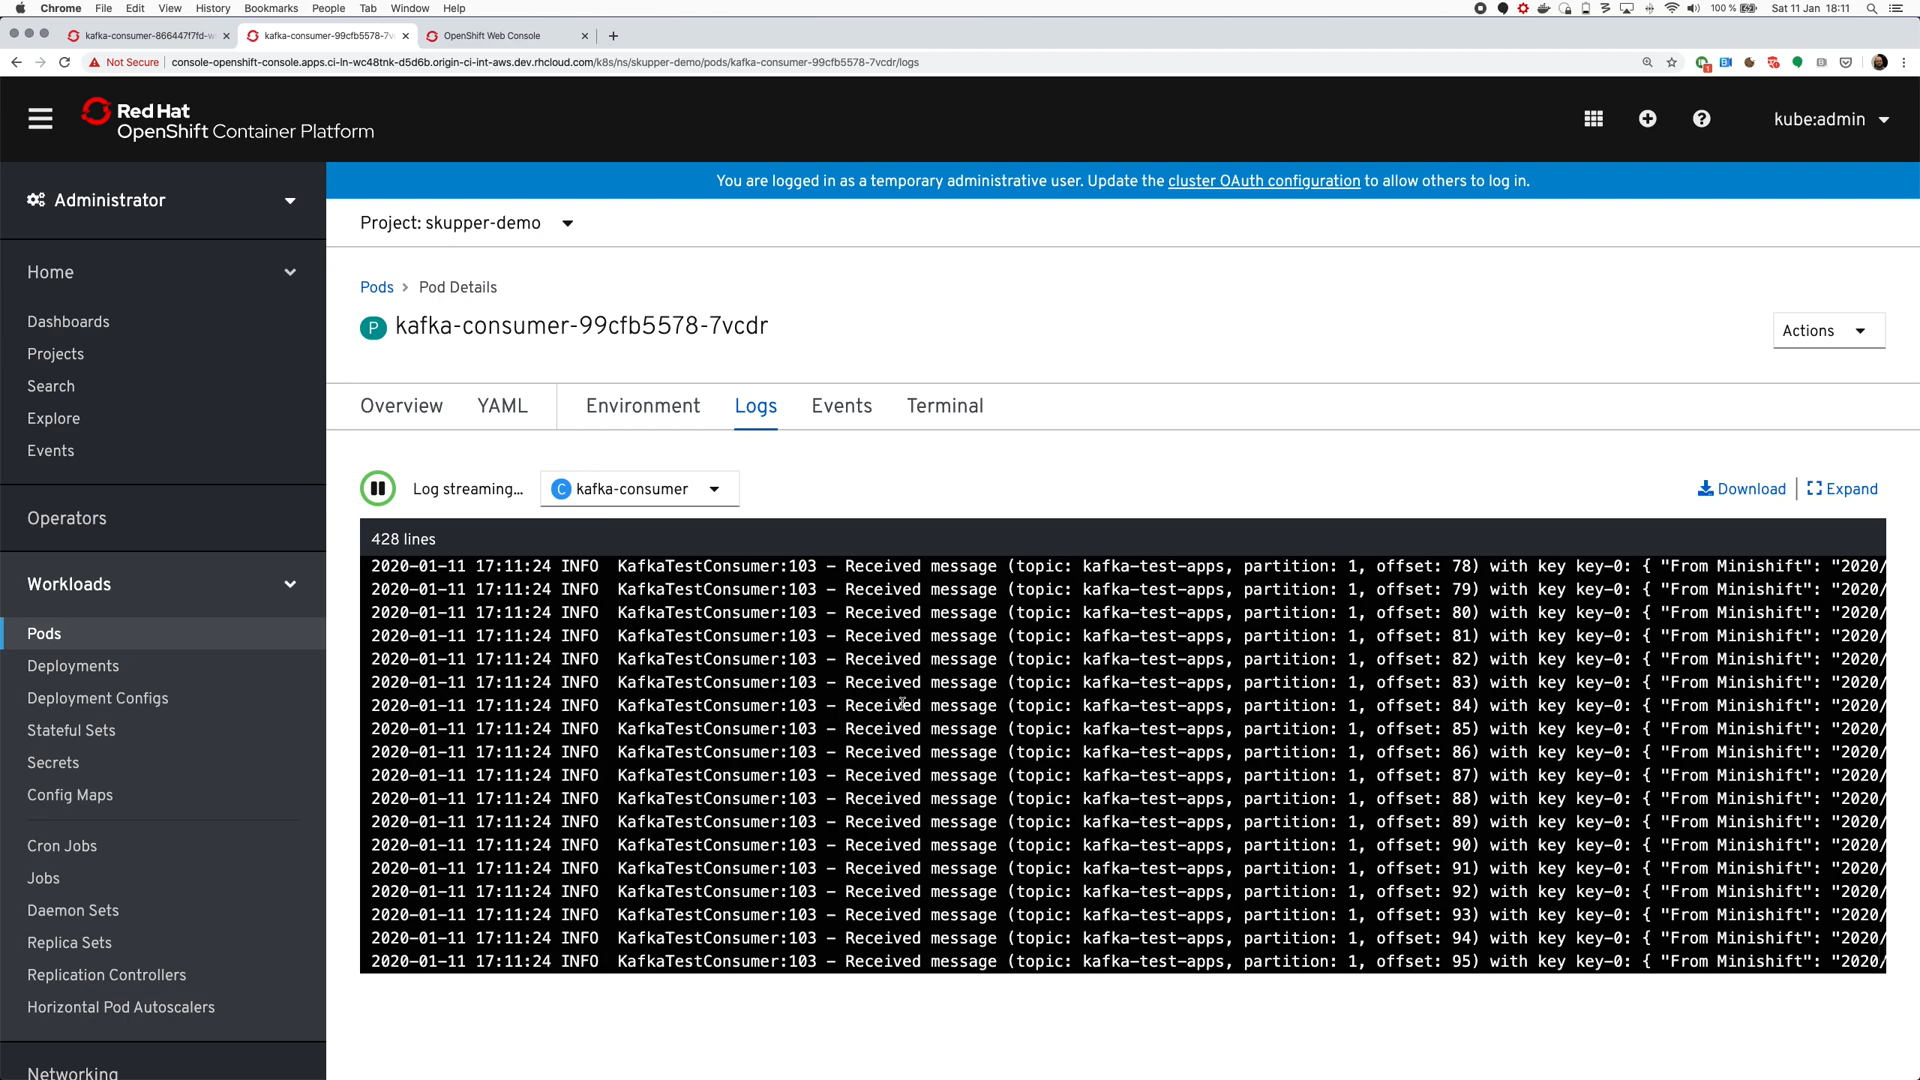 Chrome File Edit View History Bookmarks People Tab Window Help
100 % Sat 11 Jan 18:11
kafka-consumer-866447f7fd-w
kafka-consumer-99cfb5578-7v
OpenShift Web Console
Not Secure console-openshift-console.apps.ci-ln-wc48tnk-d5d6b.origin-ci-int-aws.dev.rhcloud.com/k8s/ns/skupper-demo/pods/kafka-consumer-99cfb5578-7vcdr/logs
Red Hat
OpenShift Container Platform
kube:admin
You are logged in as a temporary administrative user. Update the cluster OAuth configuration to allow others to log in.
Administrator
Home
Dashboards
Projects
Search
Explore
Events
Operators
Workloads
Pods
Deployments
Deployment Configs
Stateful Sets
Secrets
Config Maps
Cron Jobs
Jobs
Daemon Sets
Replica Sets
Replication Controllers
Horizontal Pod Autoscalers
Networking
Project: skupper-demo
Pods > Pod Details
P kafka-consumer-99cfb5578-7vcdr
Actions
Overview YAML Environment Logs Events Terminal
Log streaming... C kafka-consumer
Download | Expand
428 lines
2020-01-11 17:11:24 INFO KafkaTestConsumer:103 - Received message (topic: kafka-test-apps, partition: 1, offset: 78) with key key-0: { "From Minishift": "2020/
2020-01-11 17:11:24 INFO KafkaTestConsumer:103 - Received message (topic: kafka-test-apps, partition: 1, offset: 79) with key key-0: { "From Minishift": "2020/
2020-01-11 17:11:24 INFO KafkaTestConsumer:103 - Received message (topic: kafka-test-apps, partition: 1, offset: 80) with key key-0: { "From Minishift": "2020/
2020-01-11 17:11:24 INFO KafkaTestConsumer:103 - Received message (topic: kafka-test-apps, partition: 1, offset: 81) with key key-0: { "From Minishift": "2020/
2020-01-11 17:11:24 INFO KafkaTestConsumer:103 - Received message (topic: kafka-test-apps, partition: 1, offset: 82) with key key-0: { "From Minishift": "2020/
2020-01-11 17:11:24 INFO KafkaTestConsumer:103 - Received message (topic: kafka-test-apps, partition: 1, offset: 83) with key key-0: { "From Minishift": "2020/
2020-01-11 17:11:24 INFO KafkaTestConsumer:103 - Received message (topic: kafka-test-apps, partition: 1, offset: 84) with key key-0: { "From Minishift": "2020/
2020-01-11 17:11:24 INFO KafkaTestConsumer:103 - Received message (topic: kafka-test-apps, partition: 1, offset: 85) with key key-0: { "From Minishift": "2020/
2020-01-11 17:11:24 INFO KafkaTestConsumer:103 - Received message (topic: kafka-test-apps, partition: 1, offset: 86) with key key-0: { "From Minishift": "2020/
2020-01-11 17:11:24 INFO KafkaTestConsumer:103 - Received message (topic: kafka-test-apps, partition: 1, offset: 87) with key key-0: { "From Minishift": "2020/
2020-01-11 17:11:24 INFO KafkaTestConsumer:103 - Received message (topic: kafka-test-apps, partition: 1, offset: 88) with key key-0: { "From Minishift": "2020/
2020-01-11 17:11:24 INFO KafkaTestConsumer:103 - Received message (topic: kafka-test-apps, partition: 1, offset: 89) with key key-0: { "From Minishift": "2020/
2020-01-11 17:11:24 INFO KafkaTestConsumer:103 - Received message (topic: kafka-test-apps, partition: 1, offset: 90) with key key-0: { "From Minishift": "2020/
2020-01-11 17:11:24 INFO KafkaTestConsumer:103 - Received message (topic: kafka-test-apps, partition: 1, offset: 91) with key key-0: { "From Minishift": "2020/
2020-01-11 17:11:24 INFO KafkaTestConsumer:103 - Received message (topic: kafka-test-apps, partition: 1, offset: 92) with key key-0: { "From Minishift": "2020/
2020-01-11 17:11:24 INFO KafkaTestConsumer:103 - Received message (topic: kafka-test-apps, partition: 1, offset: 93) with key key-0: { "From Minishift": "2020/
2020-01-11 17:11:24 INFO KafkaTestConsumer:103 - Received message (topic: kafka-test-apps, partition: 1, offset: 94) with key key-0: { "From Minishift": "2020/
2020-01-11 17:11:24 INFO KafkaTestConsumer:103 - Received message (topic: kafka-test-apps, partition: 1, offset: 95) with key key-0: { "From Minishift": "2020/